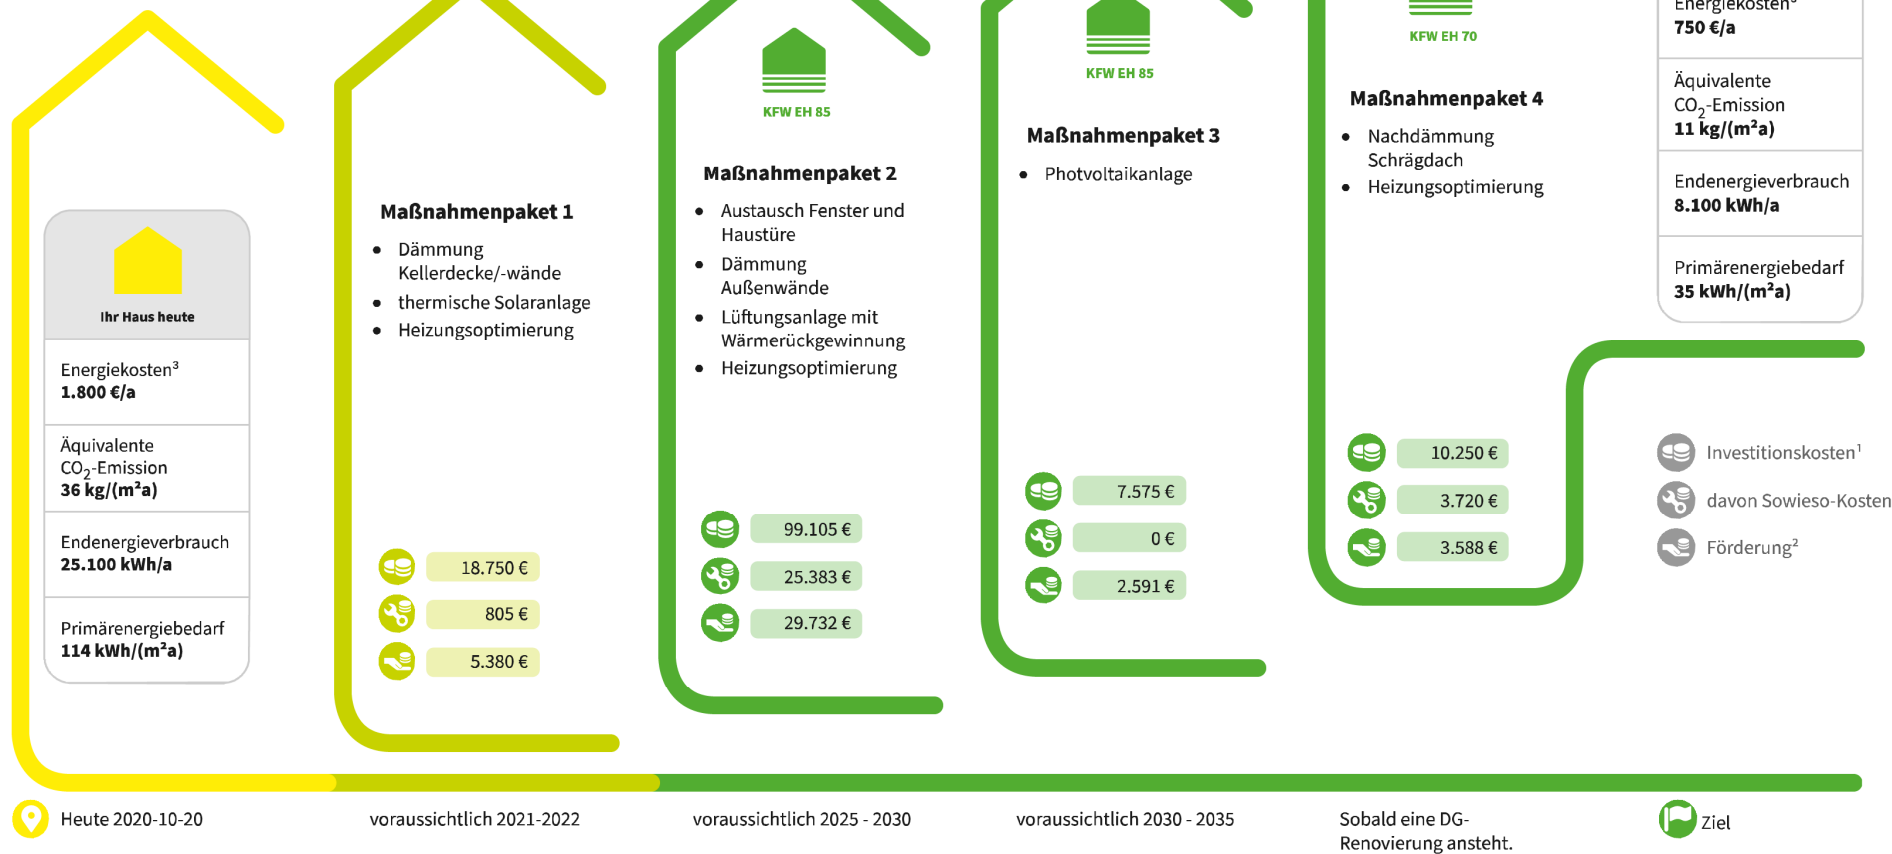 Ihr Haus heute
Energiekosten³
1.800 €/a
Äquivalente
CO₂-Emission
36 kg/(m²a)
Endenergieverbrauch
25.100 kWh/a
Primärenergiebedarf
114 kWh/(m²a)
Maßnahmenpaket 1
• Dämmung
Kellerdecke/-wände
• thermische Solaranlage
• Heizungsoptimierung
18.750 €
805 €
5.380 €
KFW EH 85
Maßnahmenpaket 2
• Austausch Fenster und
Haustüre
• Dämmung
Außenwände
• Lüftungsanlage mit
Wärmerückgewinnung
• Heizungsoptimierung
99.105 €
25.383 €
29.732 €
KFW EH 85
Maßnahmenpaket 3
• Photvoltaikanlage
7.575 €
0 €
2.591 €
KFW EH 70
Maßnahmenpaket 4
• Nachdämmung
Schrägdach
• Heizungsoptimierung
10.250 €
3.720 €
3.588 €
Energiekosten³
750 €/a
Äquivalente
CO₂-Emission
11 kg/(m²a)
Endenergieverbrauch
8.100 kWh/a
Primärenergiebedarf
35 kWh/(m²a)
Investitionskosten¹
davon Sowieso-Kosten
Förderung²
Heute 2020-10-20
voraussichtlich 2021-2022
voraussichtlich 2025 - 2030
voraussichtlich 2030 - 2035
Sobald eine DG-
Renovierung ansteht.
Ziel